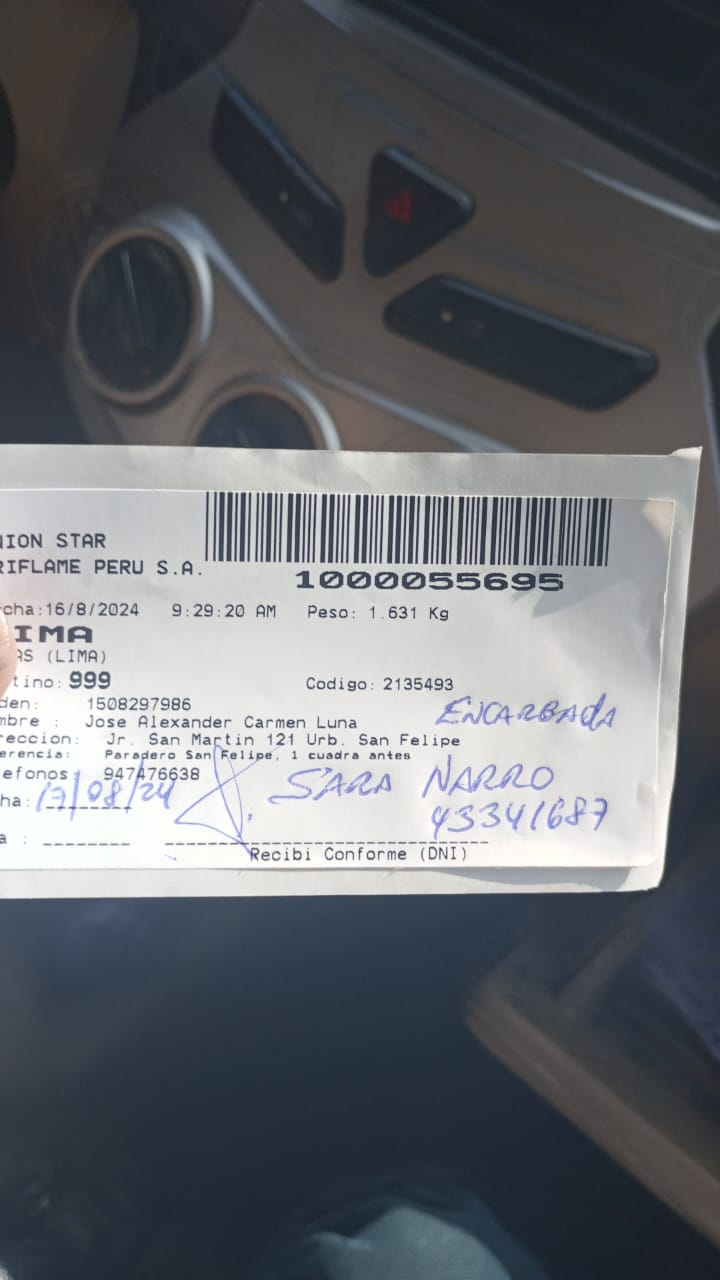 NION STAR
RIFLAME PERU S.A.
1000055695
cha:16/8/2024 9:29:20 AM Peso: 1.631 Kg
IMA
AS (LIMA)
tino: 999 Codigo: 2135493
den: 1508297986
ENCARGADA
mbre : Jose Alexander Carmen Luna
reccion: Jr. San Martin 121 Urb. San Felipe
erencia: Paradero San Felipe, 1 cuadra antes
efonos 947476638
SARA NARRO
ha: 17/08/24
43341687
a :
Recibi Conforme (DNI)